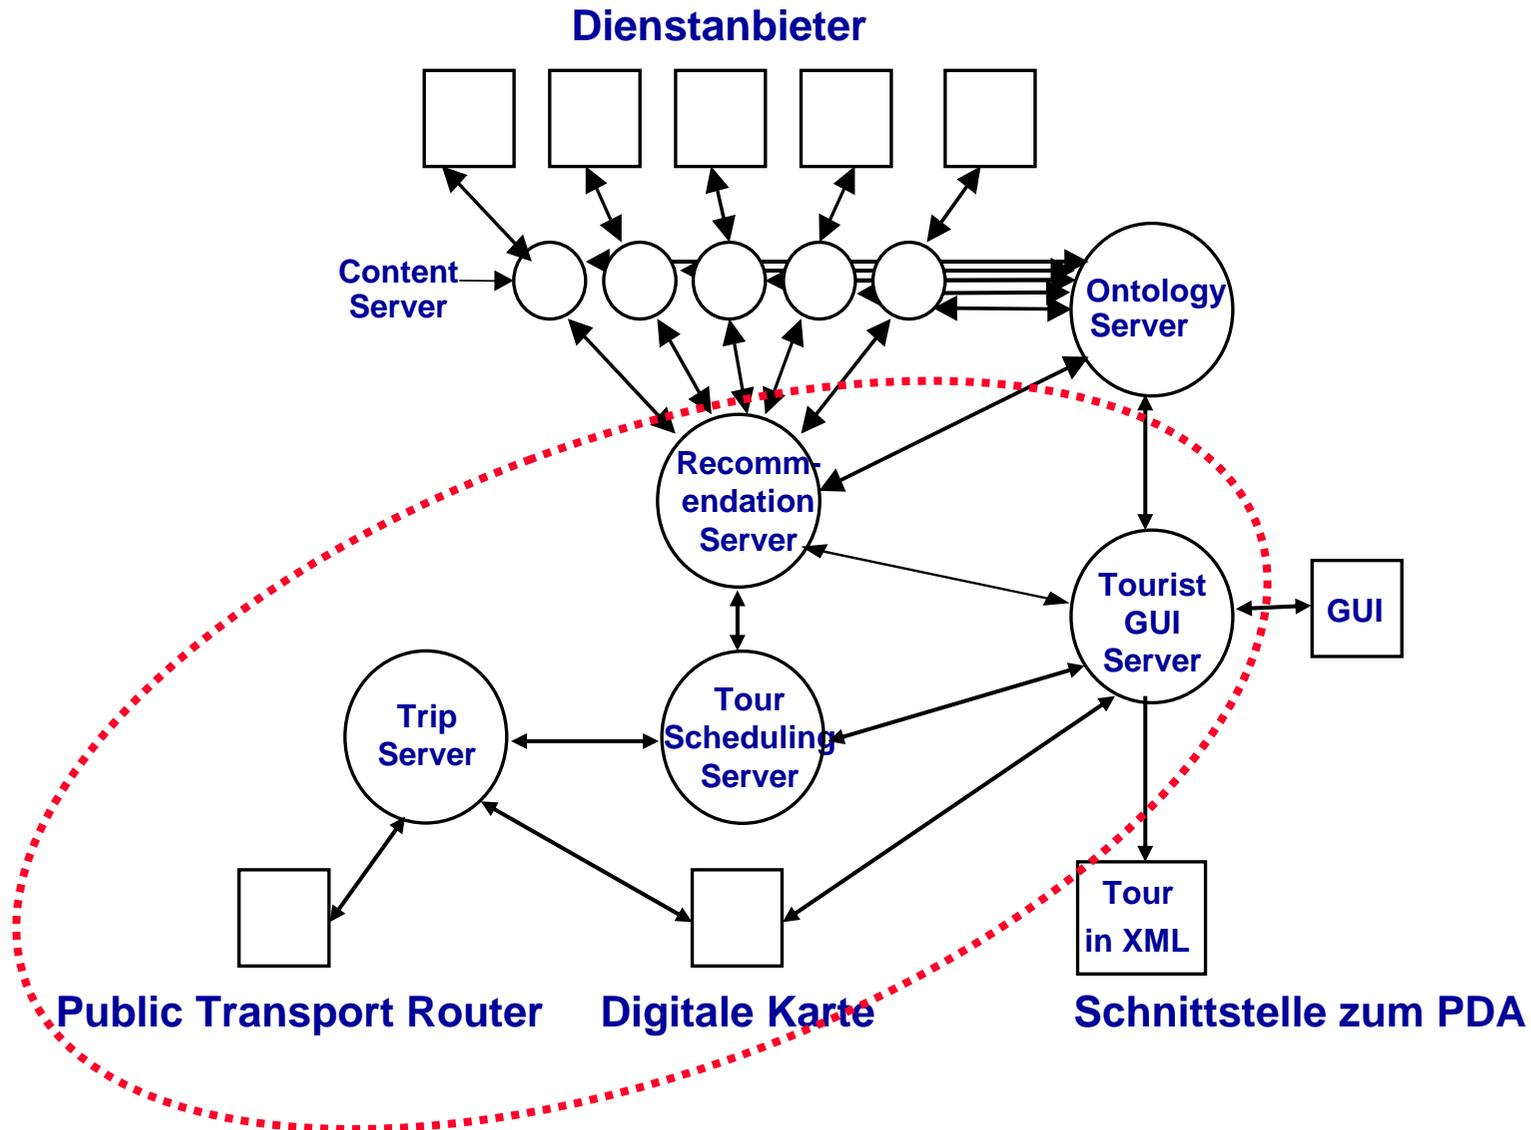 Dienstanbieter
Content
Server
Ontology
Server
Recomm-
endation
Server
Tourist
GUI
Server
GUI
Trip
Server
Tour
Scheduling
Server
Tour
in XML
Public Transport Router
Digitale Karte
Schnittstelle zum PDA